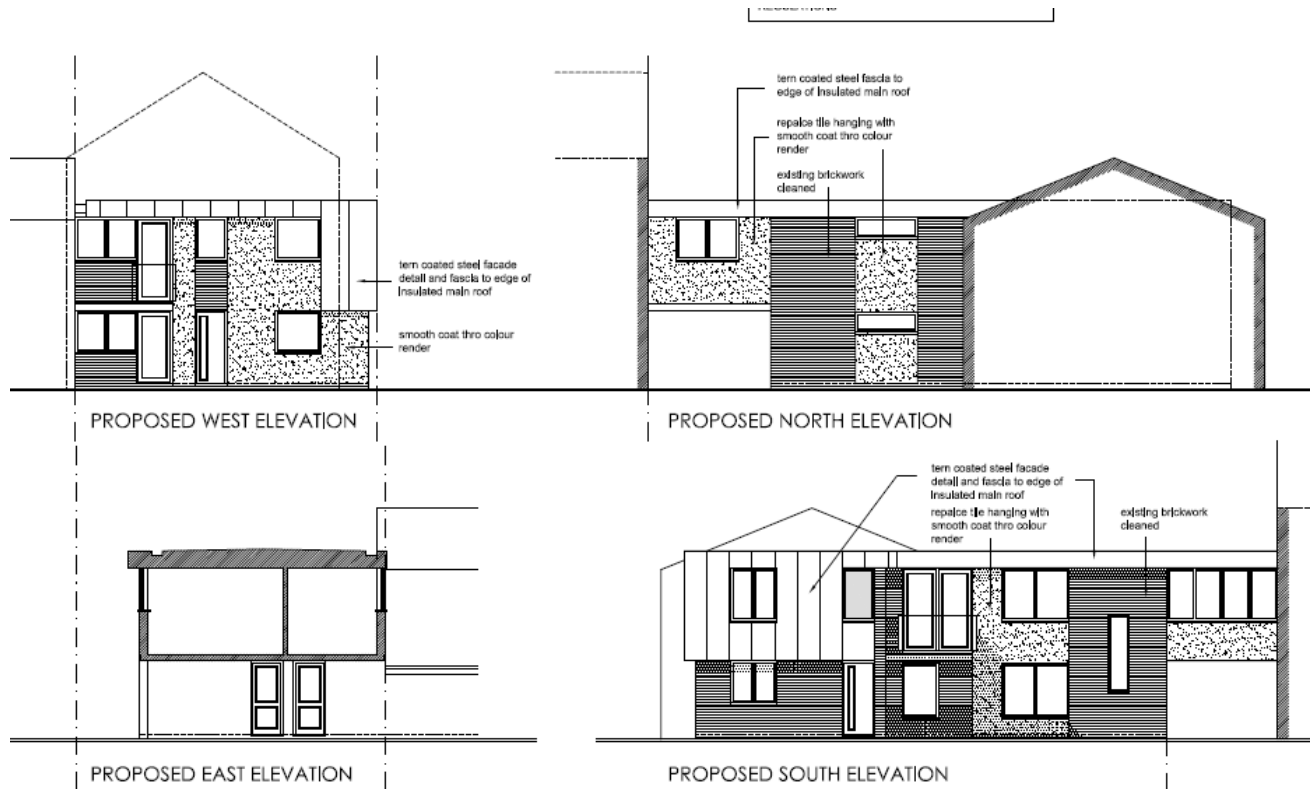 tern coated steel fascia to
edge of insulated main roof
repalce tile hanging with
smooth coat thro colour
render
existing brickwork
cleaned
tern coated steel facade
detail and fascia to edge of
insulated main roof
smooth coat thro colour
render
PROPOSED WEST ELEVATION
PROPOSED NORTH ELEVATION
tern coated steel facade
detail and fascia to edge of
insulated main roof
repalce tile hanging with
smooth coat thro colour
render
existing brickwork
cleaned
PROPOSED EAST ELEVATION
PROPOSED SOUTH ELEVATION